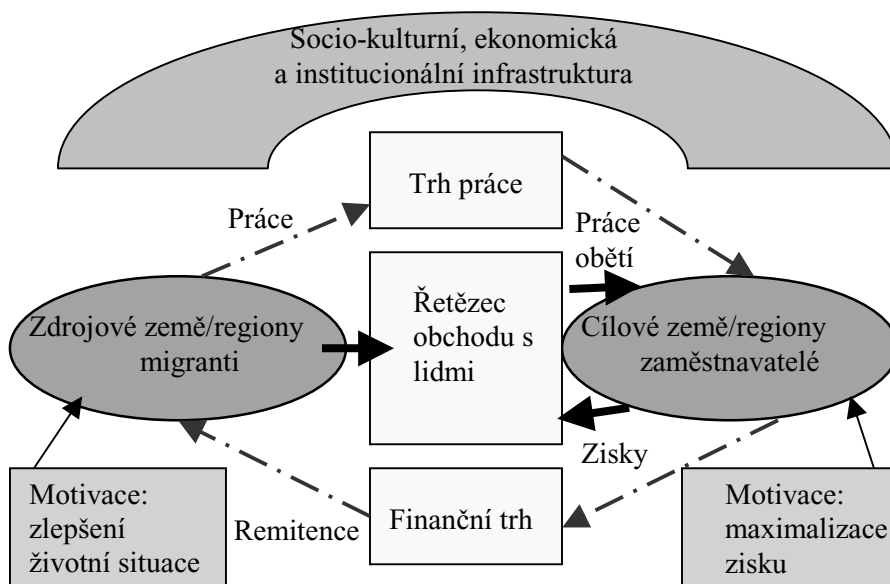 Socio-kulturní, ekonomická
a institucionální infrastruktura
Trh práce
Práce
Práce
obětí
Zdrojové země/regiony
migranti
Řetězec
obchodu s
lidmi
Cílové země/regiony
zaměstnavatelé
Zisky
Motivace:
zlepšení
životní situace
Remitence
Finanční trh
Motivace:
maximalizace
zisku